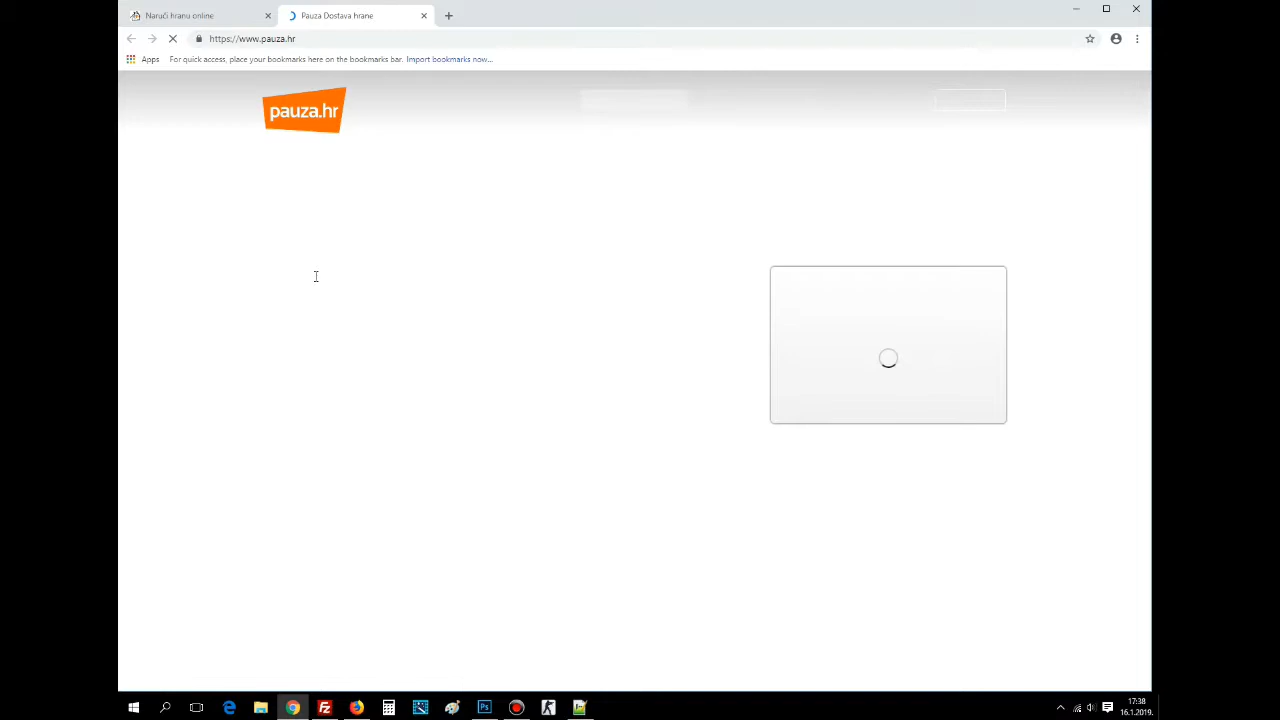 Naruči hranu online
Pauza Dostava hrane
https://www.pauza.hr
Apps For quick access, place your bookmarks here on the bookmarks bar. Import bookmarks now...
pauza.hr
17:38
16.1.2019.